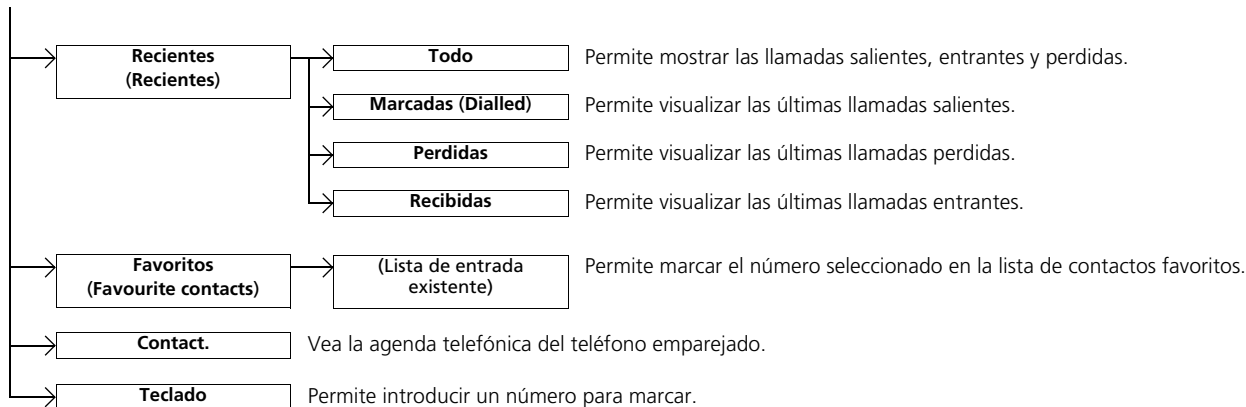 Recientes
(Recientes)
Todo
Permite mostrar las llamadas salientes, entrantes y perdidas.
Marcadas (Dialled)
Permite visualizar las últimas llamadas salientes.
Perdidas
Permite visualizar las últimas llamadas perdidas.
Recibidas
Permite visualizar las últimas llamadas entrantes.
Favoritos
(Favourite contacts)
(Lista de entrada
existente)
Permite marcar el número seleccionado en la lista de contactos favoritos.
Contact.
Vea la agenda telefónica del teléfono emparejado.
Teclado
Permite introducir un número para marcar.